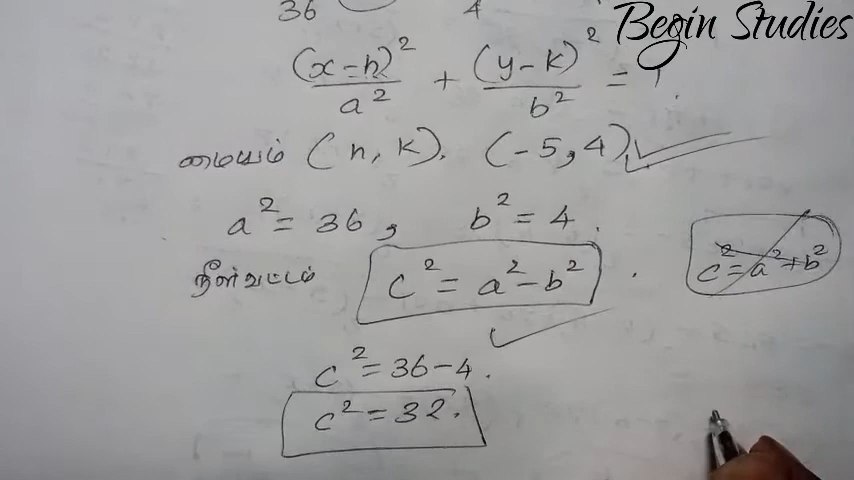 Begin Studies
36 4
(x-h)²/a² + (y-k)²/b² = 1.
மையம் (h, k). (-5, 4)
a² = 36, b² = 4.
நீள்வட்டம் c² = a² - b². c² = a² + b²
c² = 36 - 4.
c² = 32.